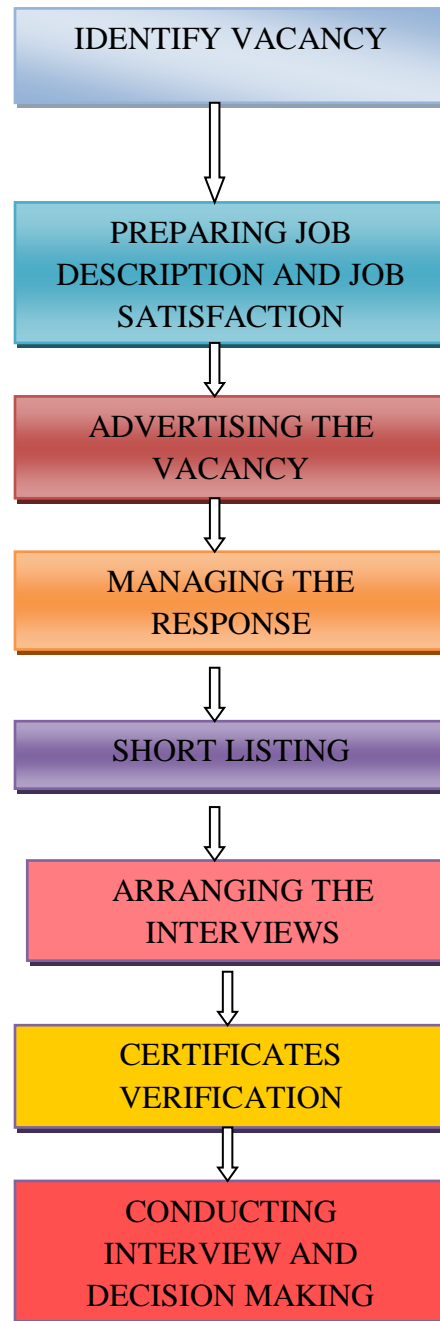 IDENTIFY VACANCY
PREPARING JOB
DESCRIPTION AND JOB
SATISFACTION
ADVERTISING THE
VACANCY
MANAGING THE
RESPONSE
SHORT LISTING
ARRANGING THE
INTERVIEWS
CERTIFICATES
VERIFICATION
CONDUCTING
INTERVIEW AND
DECISION MAKING